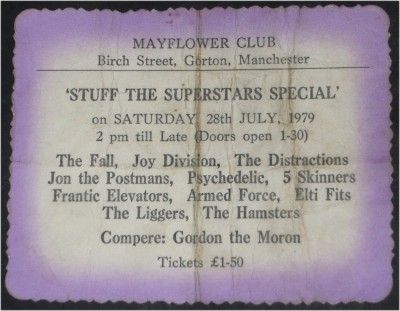 MAYFLOWER CLUB
Birch Street, Gorton, Manchester
'STUFF THE SUPERSTARS SPECIAL'
on SATURDAY, 28th JULY, 1979
2 pm till Late (Doors open 1-30)
The Fall, Joy Division, The Distractions
Jon the Postmans, Psychedelic, 5 Skinners
Frantic Elevators, Armed Force, Elti Fits
The Liggers, The Hamsters
Compere: Gordon the Moron
Tickets £1-50